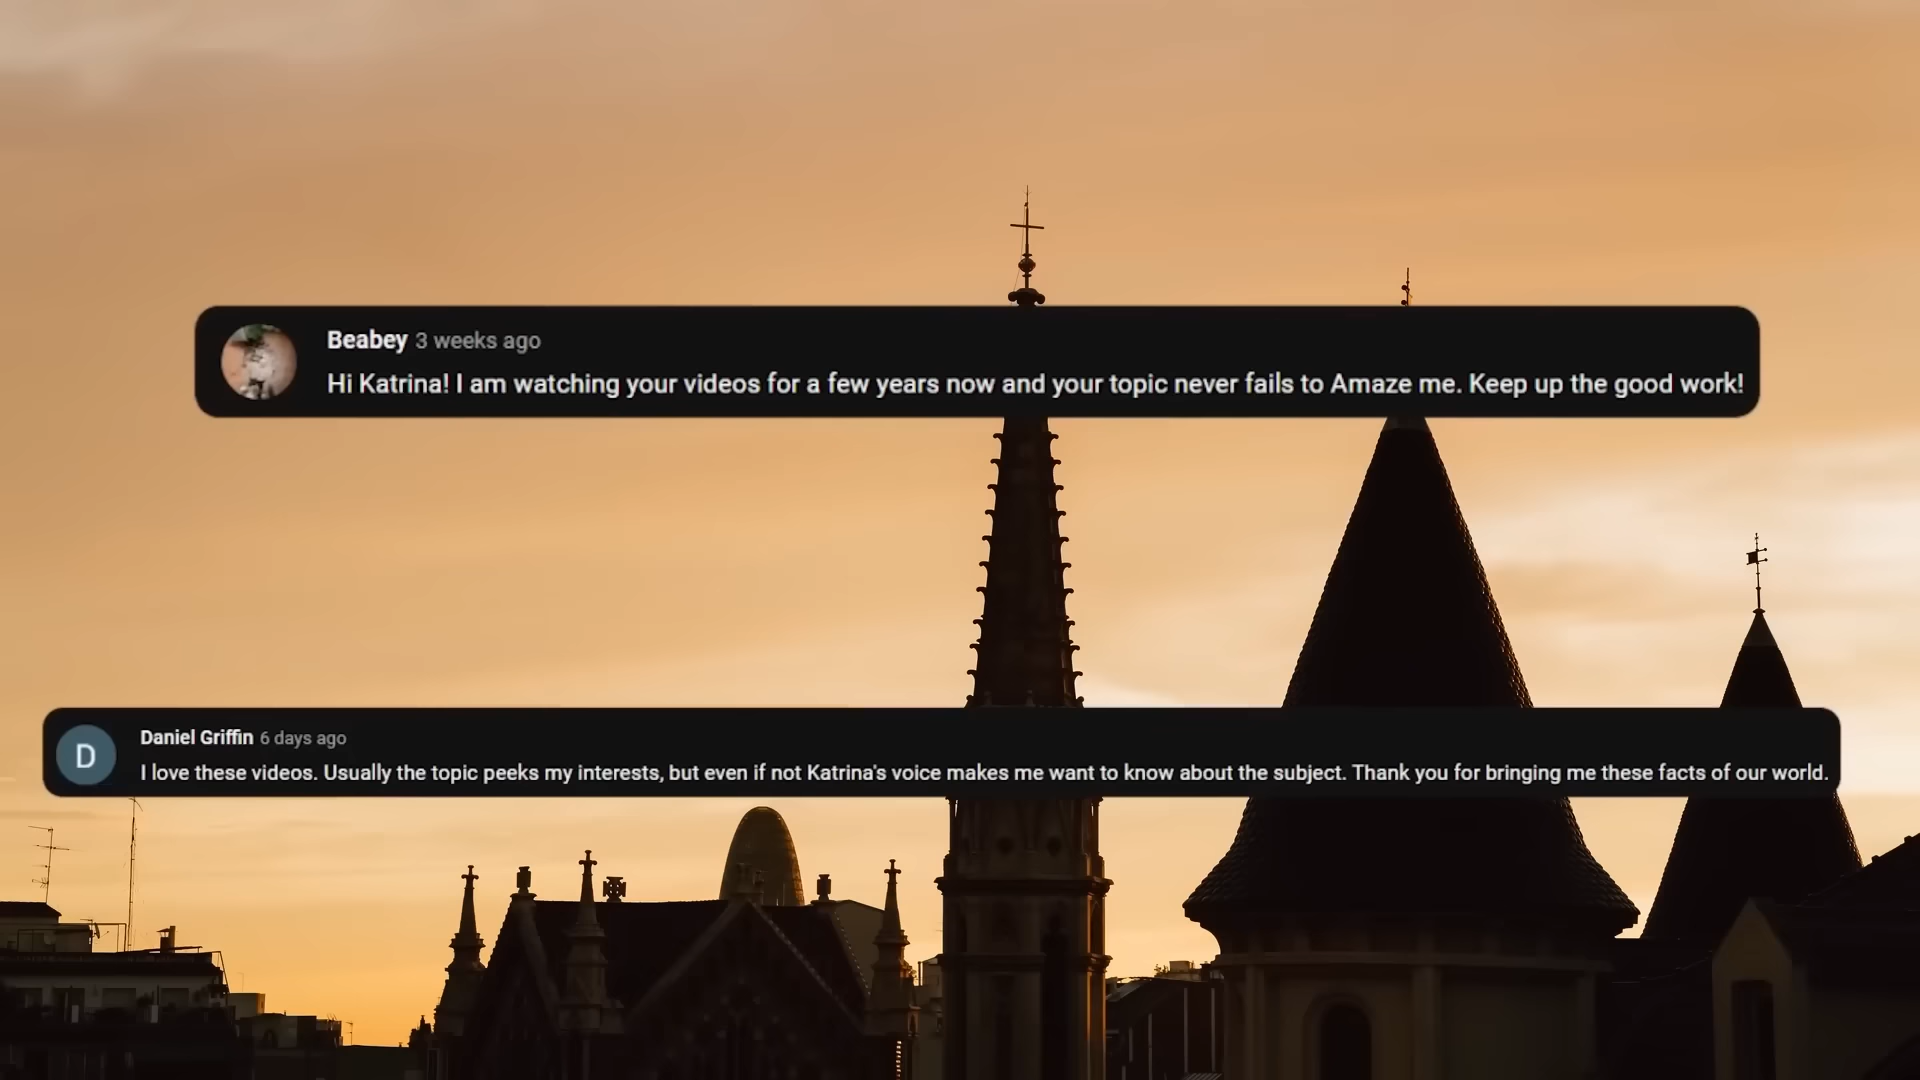 Beabey 3 weeks ago
Hi Katrina! I am watching your videos for a few years now and your topic never fails to Amaze me. Keep up the good work!
D
Daniel Griffin 6 days ago
I love these videos. Usually the topic peeks my interests, but even if not Katrina's voice makes me want to know about the subject. Thank you for bringing me these facts of our world.